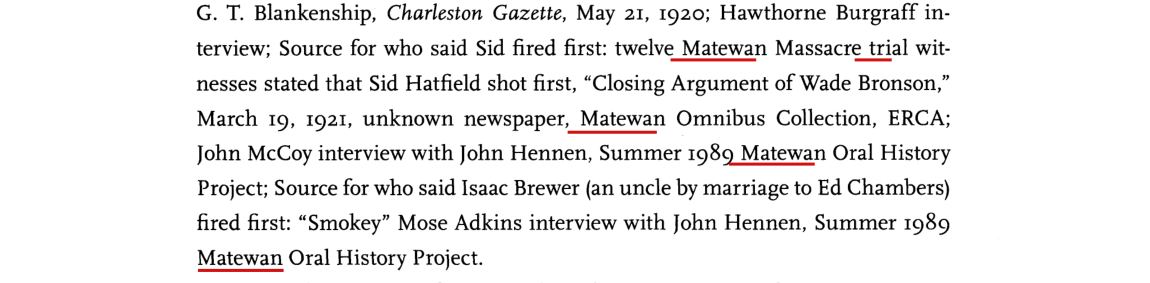 G. T. Blankenship, Charleston Gazette, May 21, 1920; Hawthorne Burgraff in-
terview; Source for who said Sid fired first: twelve Matewan Massacre trial wit-
nesses stated that Sid Hatfield shot first, “Closing Argument of Wade Bronson,”
March 19, 1921, unknown newspaper, Matewan Omnibus Collection, ERCA;
John McCoy interview with John Hennen, Summer 1989 Matewan Oral History
Project; Source for who said Isaac Brewer (an uncle by marriage to Ed Chambers)
fired first: “Smokey” Mose Adkins interview with John Hennen, Summer 1989
Matewan Oral History Project.